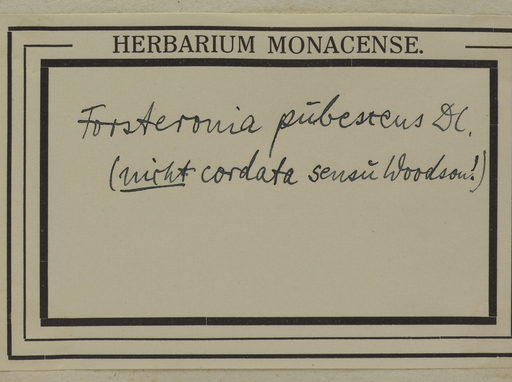 HERBARIUM MONACENSE.
Forsteronia pubescens DC.
(nicht cordata sensu Woodson!)